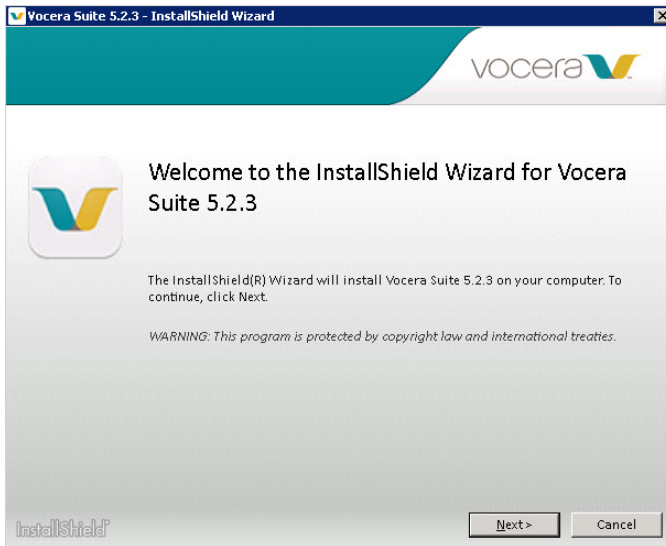 Vocera Suite 5.2.3 - InstallShield Wizard
vocera
Welcome to the InstallShield Wizard for Vocera
Suite 5.2.3
The InstallShield(R) Wizard will install Vocera Suite 5.2.3 on your computer. To
continue, click Next.
WARNING: This program is protected by copyright law and international treaties.
InstallShield
Next >
Cancel